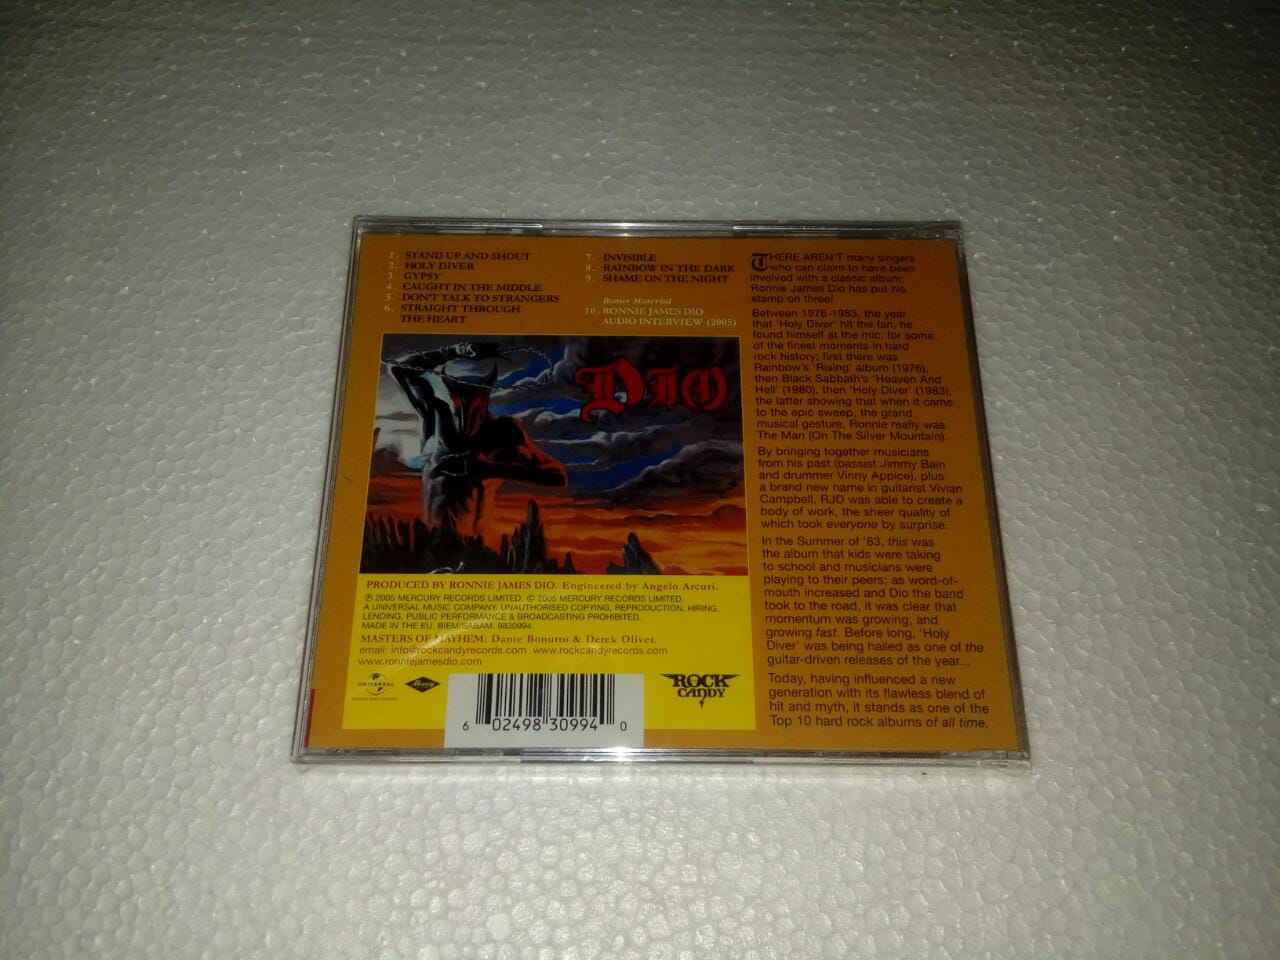 1. STAND UP AND SHOUT
2. HOLY DIVER
3. GYPSY
4. CAUGHT IN THE MIDDLE
5. DON'T TALK TO STRANGERS
6. STRAIGHT THROUGH
THE HEART
7. INVISIBLE
8. RAINBOW IN THE DARK
9. SHAME ON THE NIGHT
Bonus Material
10. RONNIE JAMES DIO
AUDIO INTERVIEW (2005)
DIO
PRODUCED BY RONNIE JAMES DIO. Engineered by Angelo Arcuri.
℗ 2005 MERCURY RECORDS LIMITED. © 2005 MERCURY RECORDS LIMITED,
A UNIVERSAL MUSIC COMPANY. UNAUTHORISED COPYING, REPRODUCTION, HIRING,
LENDING, PUBLIC PERFORMANCE & BROADCASTING PROHIBITED.
MADE IN THE EU. BIEM/SABAM. 9830994.
MASTERS OF MAYHEM: Dante Bonutto & Derek Oliver.
email: info@rockcandyrecords.com www.rockcandyrecords.com
www.ronniejamesdio.com
UNIVERSAL
Mercury
ROCK
CANDY
6 02498 30994 0
THERE AREN'T many singers
who can claim to have been
involved with a classic album;
Ronnie James Dio has put his
stamp on three!
Between 1976-1983, the year
that 'Holy Diver' hit the fan, he
found himself at the mic. for some
of the finest moments in hard
rock history; first there was
Rainbow's 'Rising' album (1976),
then Black Sabbath's 'Heaven And
Hell' (1980), then 'Holy Diver' (1983),
the latter showing that when it came
to the epic sweep, the grand
musical gesture, Ronnie really was
The Man (On The Silver Mountain).
By bringing together musicians
from his past (bassist Jimmy Bain
and drummer Vinny Appice), plus
a brand new name in guitarist Vivian
Campbell, RJD was able to create a
body of work, the sheer quality of
which took everyone by surprise.
In the Summer of '83, this was
the album that kids were taking
to school and musicians were
playing to their peers; as word-of-
mouth increased and Dio the band
took to the road, it was clear that
momentum was growing, and
growing fast. Before long, 'Holy
Diver' was being hailed as one of the
guitar-driven releases of the year...
Today, having influenced a new
generation with its flawless blend of
hit and myth, it stands as one of the
Top 10 hard rock albums of all time.